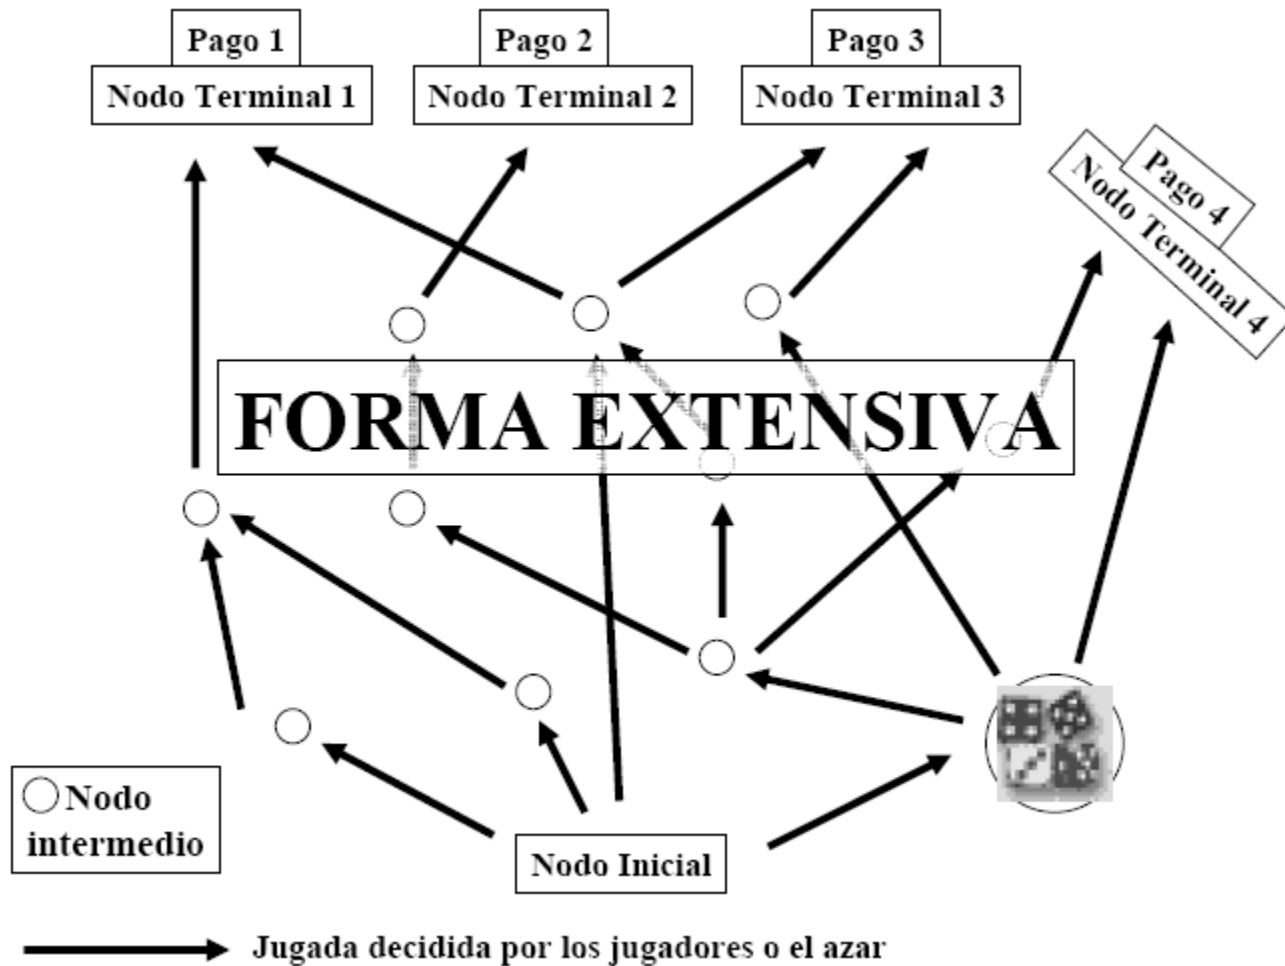 Pago 1
Nodo Terminal 1
Pago 2
Nodo Terminal 2
Pago 3
Nodo Terminal 3
Pago 4
Nodo Terminal 4
FORMA EXTENSIVA
Nodo
intermedio
Nodo Inicial
Jugada decidida por los jugadores o el azar